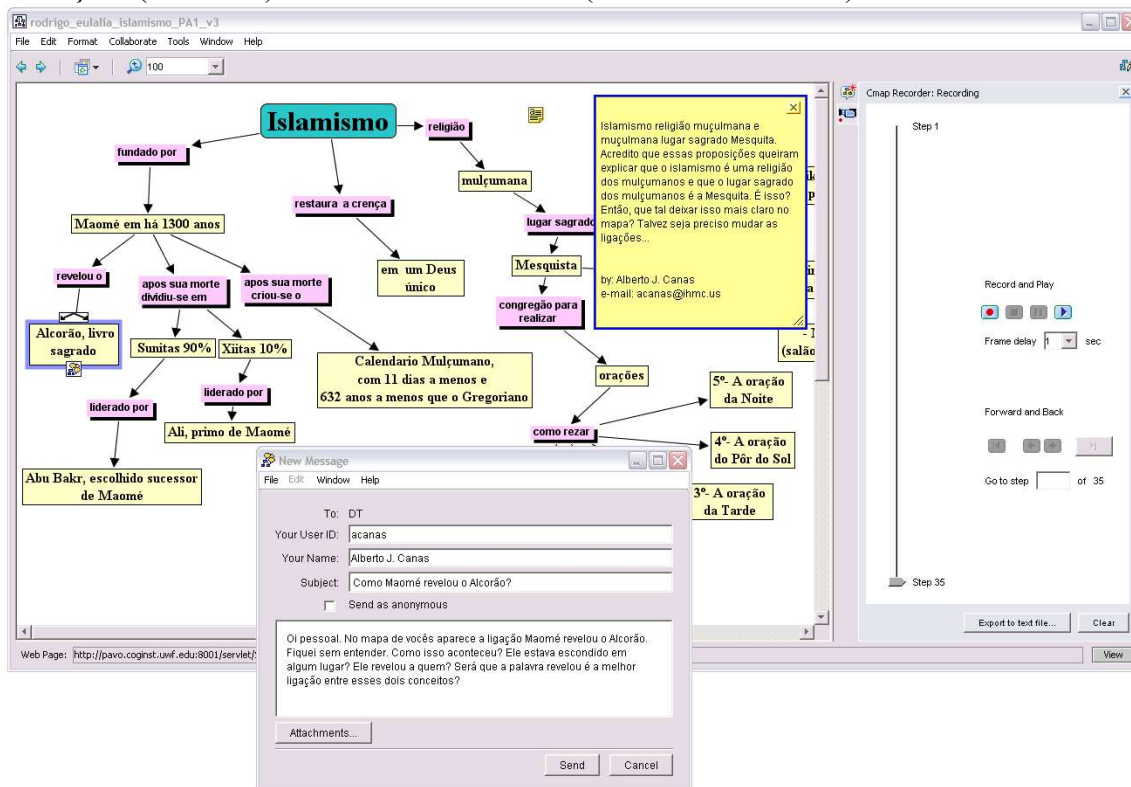 rodrigo_eulalia_islamismo_PA1_v3
File Edit Format Collaborate Tools Window Help
100
Islamismo
religião
fundado por
mulçumana
restaura a crença
lugar sagrado
Maomé em há 1300 anos
em um Deus
único
Mesquista
revelou o
apos sua morte
dividiu-se em
apos sua morte
criou-se o
congregão para
realizar
Alcorão, livro
sagrado
Sunitas 90%
Xiitas 10%
Calendario Mulçumano,
com 11 dias a menos e
632 anos a menos que o Gregoriano
orações
(salão
5º- A oração
da Noite
liderado por
liderado por
como rezar
Ali, primo de Maomé
4º- A oração
do Pôr do Sol
Abu Bakr, escolhido sucessor
de Maomé
3º- A oração
da Tarde
Islamismo religião muçulmana e
muçulmana lugar sagrado Mesquita.
Acredito que essas proposições queiram
explicar que o islamismo é uma religião
dos mulçumanos e que o lugar sagrado
dos mulçumanos é a Mesquita. É isso?
Então, que tal deixar isso mais claro no
mapa? Talvez seja preciso mudar as
ligações...
by: Alberto J. Canas
e-mail: acanas@ihmc.us
Cmap Recorder: Recording
Step 1
Record and Play
Frame delay 1 sec
Forward and Back
Go to step of 35
Step 35
Export to text file... Clear
Web Page: http://pavo.coginst.uwf.edu:8001/servlet/
View
New Message
File Edit Window Help
To: DT
Your User ID: acanas
Your Name: Alberto J. Canas
Subject: Como Maomé revelou o Alcorão?
Send as anonymous
Oi pessoal. No mapa de vocês aparece a ligação Maomé revelou o Alcorão.
Fiquei sem entender. Como isso aconteceu? Ele estava escondido em
algum lugar? Ele revelou a quem? Será que a palavra revelou é a melhor
ligação entre esses dois conceitos?
Attachments...
Send Cancel